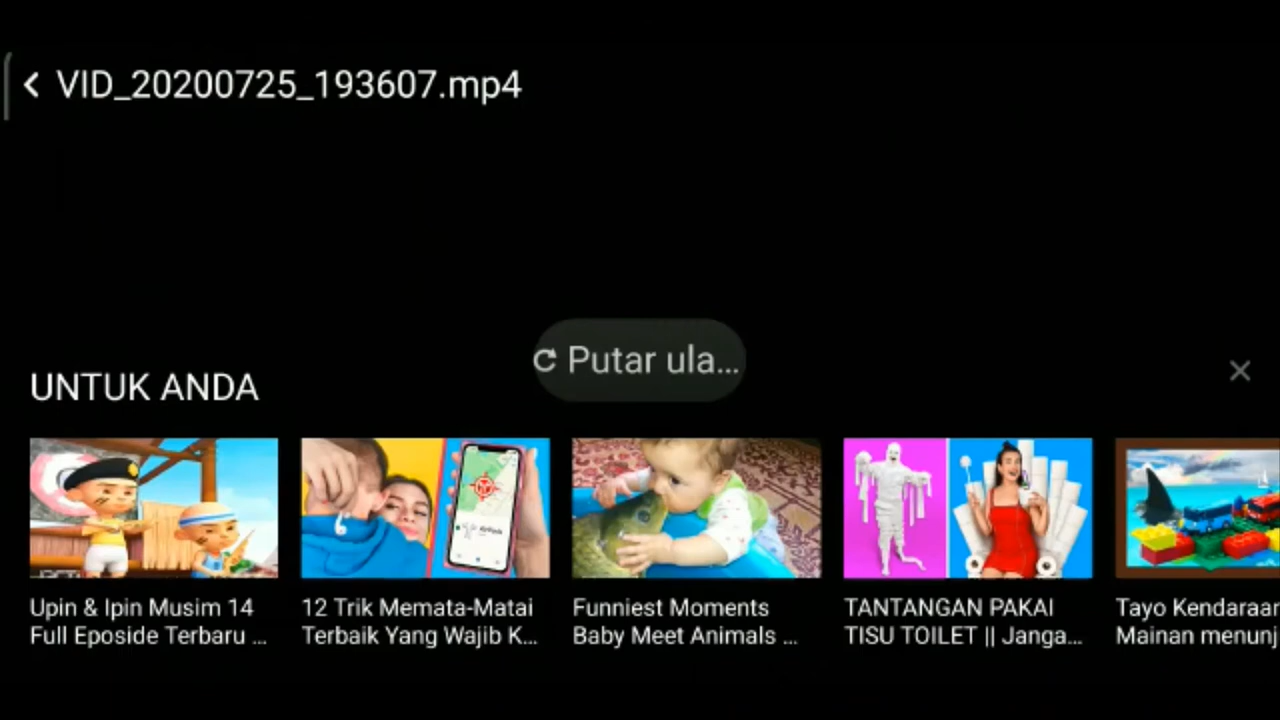 VID_20200725_193607.mp4
Putar ula...
UNTUK ANDA
Upin & Ipin Musim 14
Full Eposide Terbaru ...
12 Trik Memata-Matai
Terbaik Yang Wajib K...
Funniest Moments
Baby Meet Animals ...
TANTANGAN PAKAI
TISU TOILET || Janga...
Tayo Kendaraan
Mainan menunj